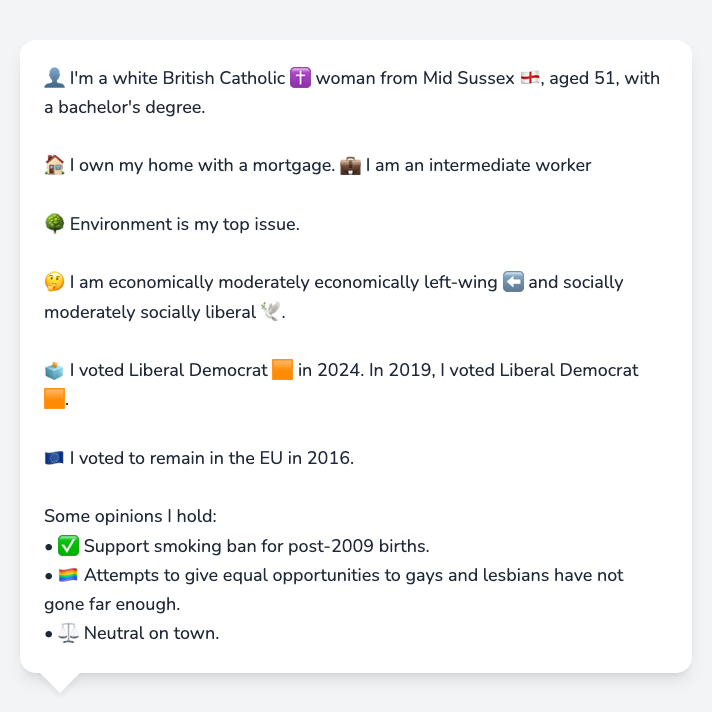 👤 I'm a white British Catholic ✝️ woman from Mid Sussex 🏴󠁧󠁢󠁥󠁮󠁧󠁿, aged 51, with
a bachelor's degree.
🏠 I own my home with a mortgage. 💼 I am an intermediate worker
🌳 Environment is my top issue.
🤔 I am economically moderately economically left-wing ⬅️ and socially
moderately socially liberal 🕊️.
🗳️ I voted Liberal Democrat 🟧 in 2024. In 2019, I voted Liberal Democrat
🟧.
🇪🇺 I voted to remain in the EU in 2016.
Some opinions I hold:
• ✅ Support smoking ban for post-2009 births.
• 🏳️‍🌈 Attempts to give equal opportunities to gays and lesbians have not
gone far enough.
• ⚖️ Neutral on town.